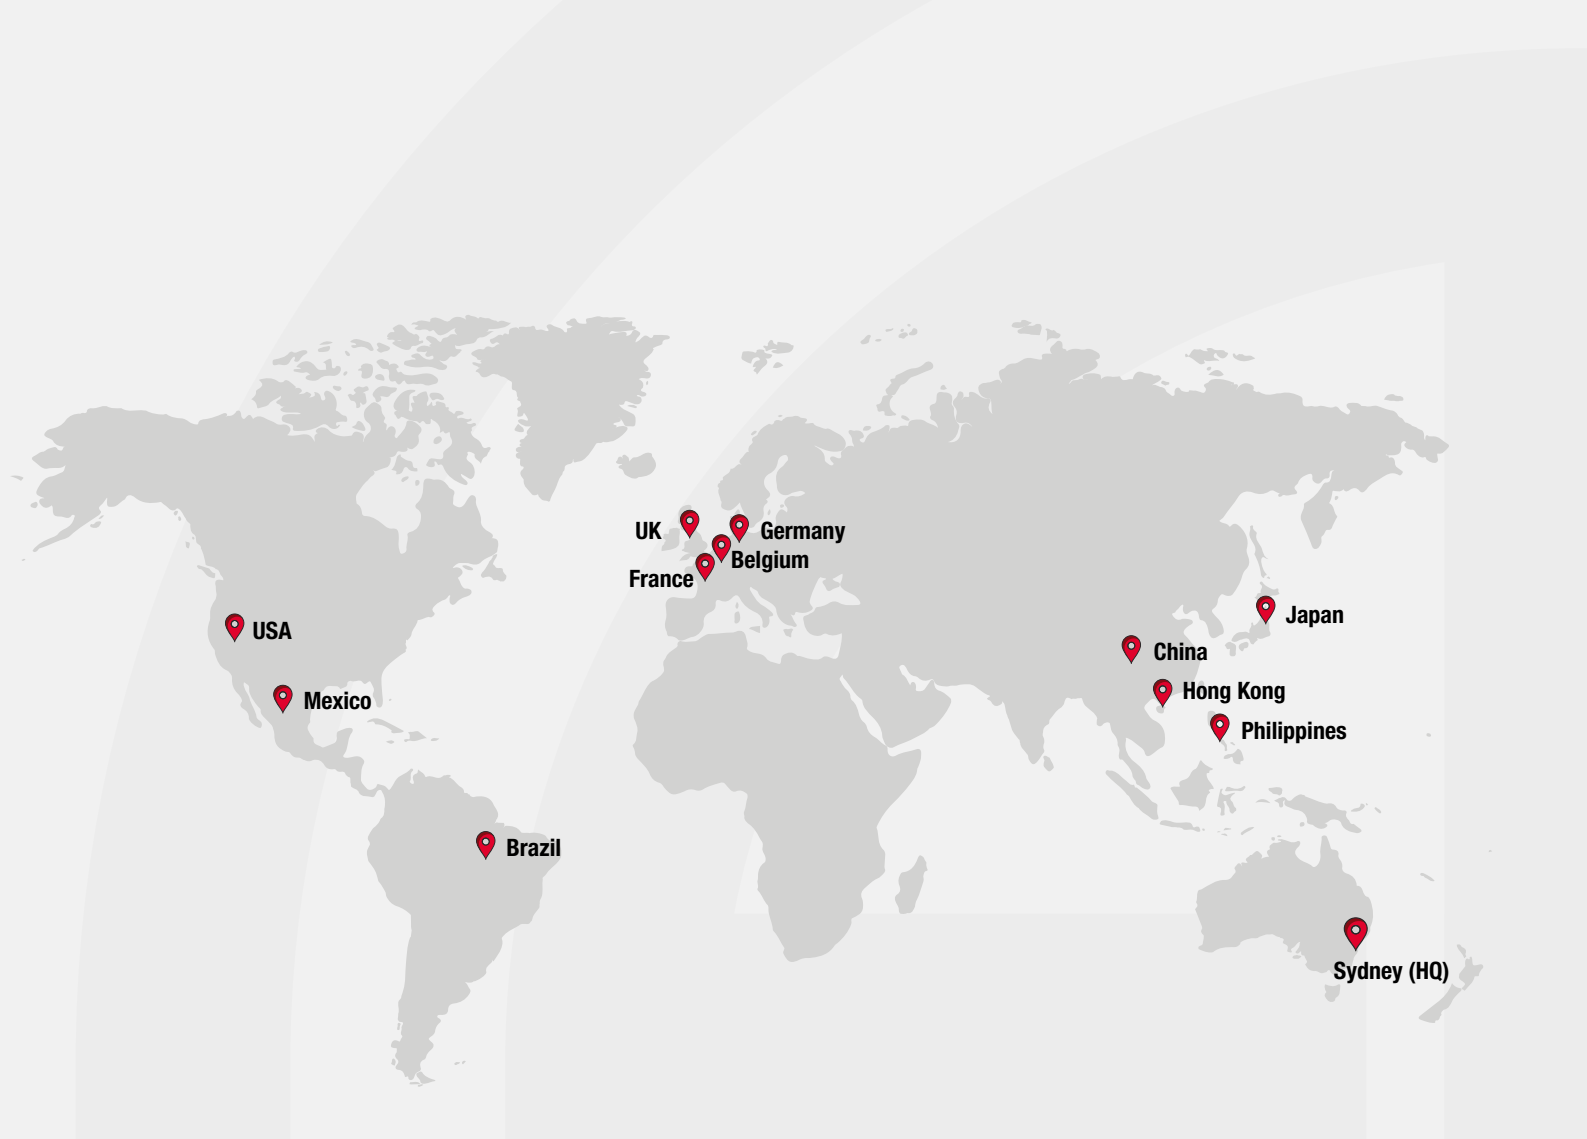 UK
Germany
Belgium
France
Japan
USA
China
Hong Kong
Mexico
Philippines
Brazil
Sydney (HQ)